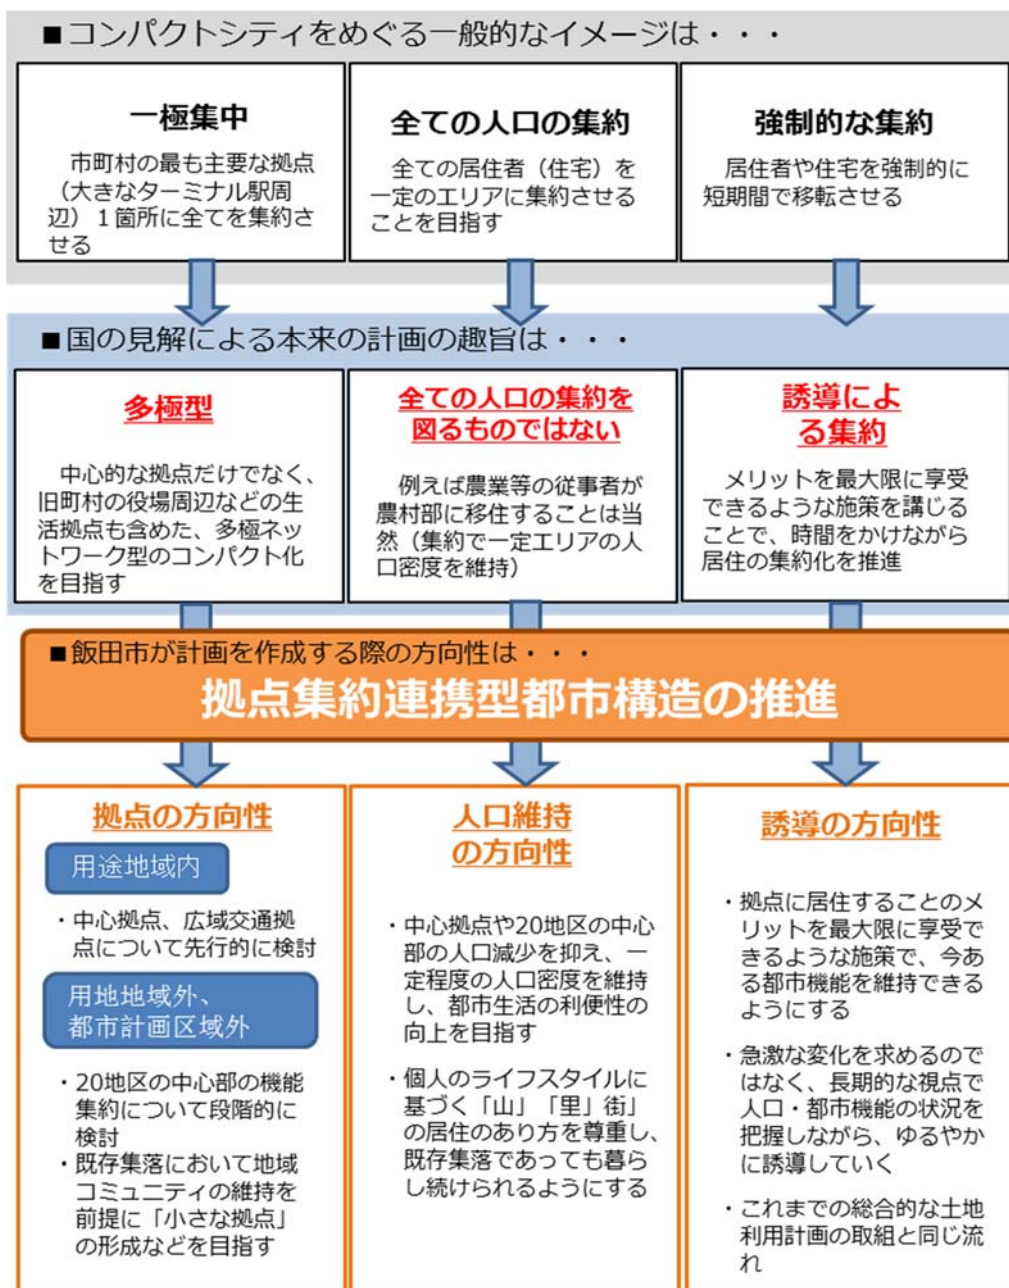 ■コンパクトシティをめぐる一般的なイメージは・・・
一極集中
市町村の最も主要な拠点
（大きなターミナル駅周
辺）１箇所に全てを集約さ
せる
全ての人口の集約
全ての居住者（住宅）を
一定のエリアに集約させる
ことを目指す
強制的な集約
居住者や住宅を強制的に
短期間で移転させる
■国の見解による本来の計画の趣旨は・・・
多極型
中心的な拠点だけでなく、
旧町村の役場周辺などの生
活拠点も含めた、多極ネッ
トワーク型のコンパクト化
を目指す
全ての人口の集約を
図るものではない
例えば農業等の従事者が
農村部に移住することは当
然（集約で一定エリアの人
口密度を維持）
誘導によ
る集約
メリットを最大限に享受
できるような施策を講じる
ことで、時間をかけながら
居住の集約化を推進
■飯田市が計画を作成する際の方向性は・・・
拠点集約連携型都市構造の推進
拠点の方向性
用途地域内
・中心拠点、広域交通拠
点について先行的に検討
用地地域外、
都市計画区域外
・20地区の中心部の機能
集約について段階的に
検討
・既存集落において地域
コミュニティの維持を
前提に「小さな拠点」
の形成などを目指す
人口維持
の方向性
・中心拠点や20地区の中心
部の人口減少を抑え、一
定程度の人口密度を維持
し、都市生活の利便性の
向上を目指す
・個人のライフスタイルに
基づく「山」「里」街」
の居住のあり方を尊重し、
既存集落であっても暮ら
し続けられるようにする
誘導の方向性
・拠点に居住することのメ
リットを最大限に享受で
きるような施策で、今あ
る都市機能を維持できる
ようにする
・急激な変化を求めるので
はなく、長期的な視点で
人口・都市機能の状況を
把握しながら、ゆるやか
に誘導していく
・これまでの総合的な土地
利用計画の取組と同じ流
れ